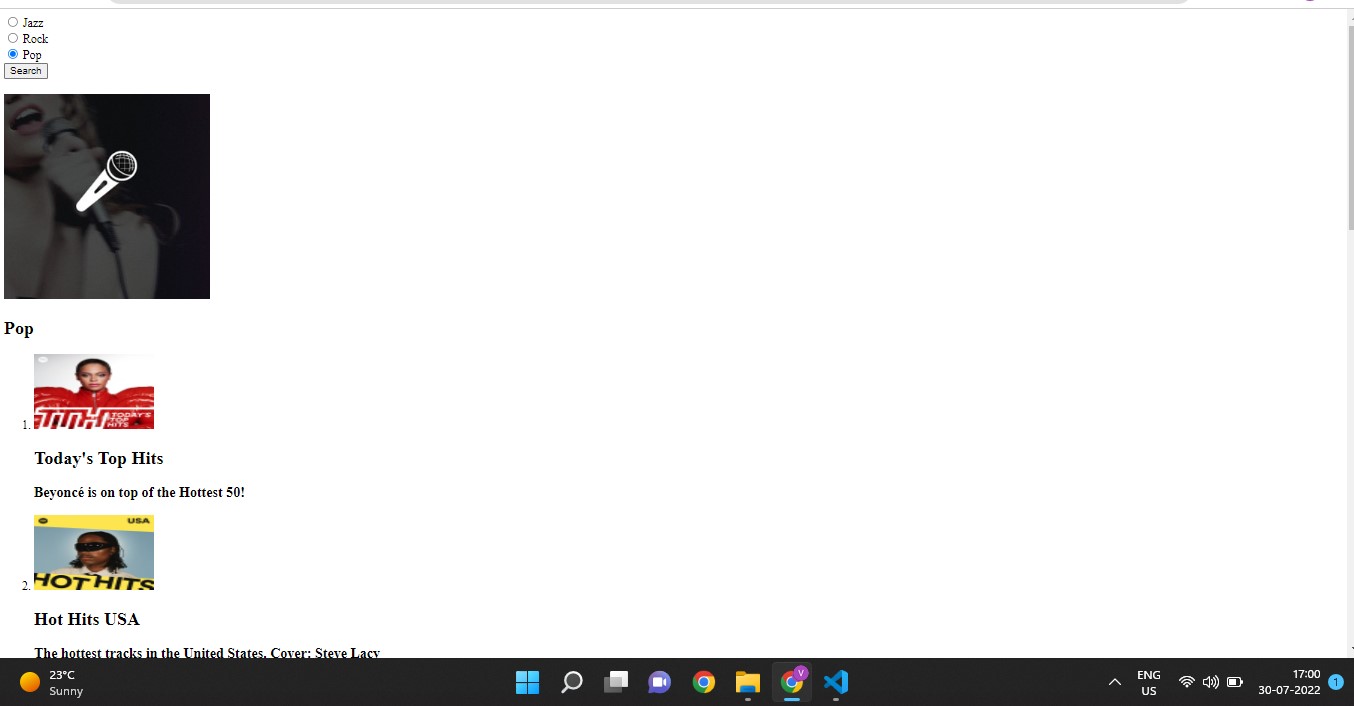 Jazz
Rock
Pop
Search
Pop
TODAY'S
TOP
HITS
1.
Today's Top Hits
Beyoncé is on top of the Hottest 50!
USA
HOT HITS
2.
Hot Hits USA
The hottest tracks in the United States. Cover: Steve Lacy
23°C
Sunny
V
ENG
US
17:00
30-07-2022
1